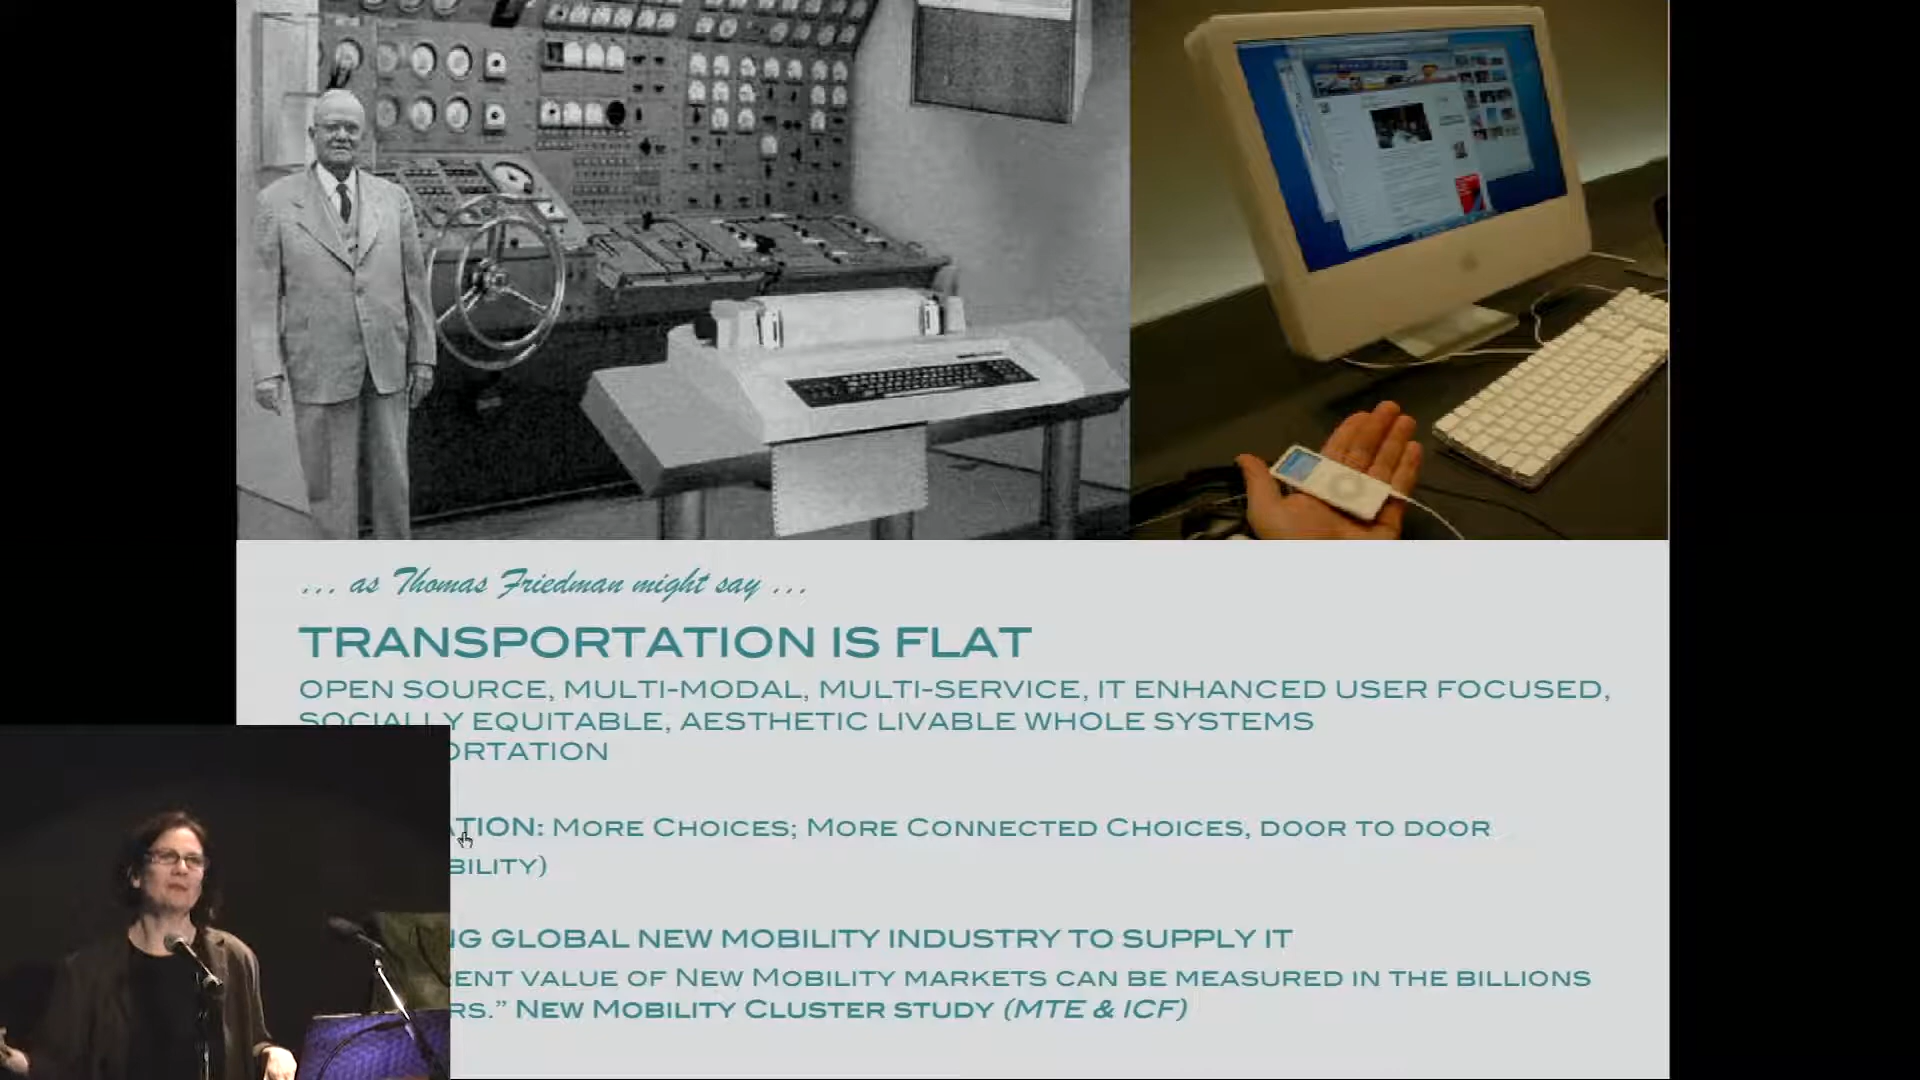 ... as Thomas Friedman might say ...
TRANSPORTATION IS FLAT
OPEN SOURCE, MULTI-MODAL, MULTI-SERVICE, IT ENHANCED USER FOCUSED,
SOCIALLY EQUITABLE, AESTHETIC LIVABLE WHOLE SYSTEMS
ORTATION
ATION: MORE CHOICES; MORE CONNECTED CHOICES, DOOR TO DOOR
BILITY)
NG GLOBAL NEW MOBILITY INDUSTRY TO SUPPLY IT
RENT VALUE OF NEW MOBILITY MARKETS CAN BE MEASURED IN THE BILLIONS
RS.” NEW MOBILITY CLUSTER STUDY (MTE & ICF)